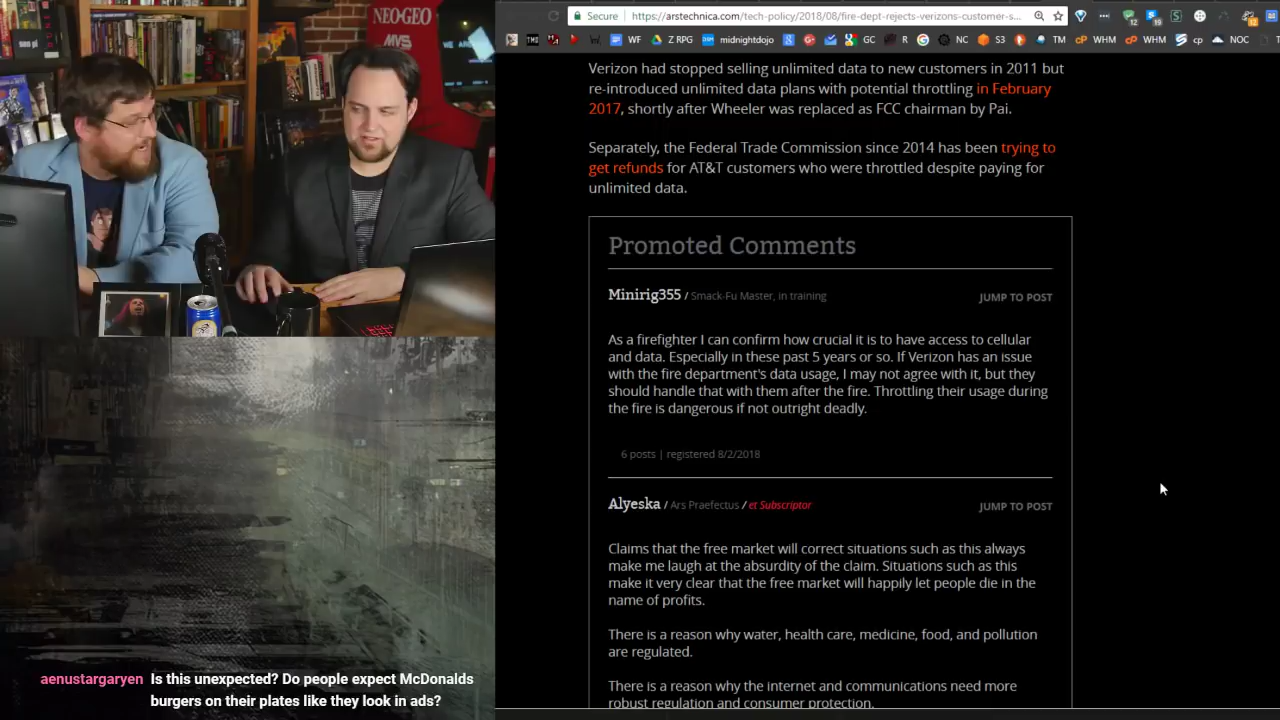 NEO·GEO
MVS
Secure
https://arstechnica.com/tech-policy/2018/08/fire-dept-rejects-verizons-customer-s...
WF
Z RPG
midnightdojo
GC
R
NC
S3
TM
WHM
WHM
cp
NOC
Verizon had stopped selling unlimited data to new customers in 2011 but
re-introduced unlimited data plans with potential throttling in February
2017, shortly after Wheeler was replaced as FCC chairman by Pai.
Separately, the Federal Trade Commission since 2014 has been trying to
get refunds for AT&T customers who were throttled despite paying for
unlimited data.
Promoted Comments
Minirig355 / Smack-Fu Master, in training
JUMP TO POST
As a firefighter I can confirm how crucial it is to have access to cellular
and data. Especially in these past 5 years or so. If Verizon has an issue
with the fire department's data usage, I may not agree with it, but they
should handle that with them after the fire. Throttling their usage during
the fire is dangerous if not outright deadly.
6 posts | registered 8/2/2018
Alyeska / Ars Praefectus / et Subscriptor
JUMP TO POST
Claims that the free market will correct situations such as this always
make me laugh at the absurdity of the claim. Situations such as this
make it very clear that the free market will happily let people die in the
name of profits.
There is a reason why water, health care, medicine, food, and pollution
are regulated.
There is a reason why the internet and communications need more
robust regulation and consumer protection.
aenustargaryen Is this unexpected? Do people expect McDonalds
burgers on their plates like they look in ads?